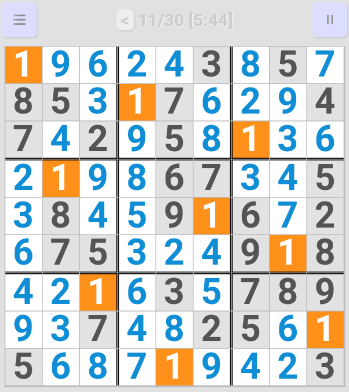 < 11/30 [5:44]
1 9 6 2 4 3 8 5 7
8 5 3 1 7 6 2 9 4
7 4 2 9 5 8 1 3 6
2 1 9 8 6 7 3 4 5
3 8 4 5 9 1 6 7 2
6 7 5 3 2 4 9 1 8
4 2 1 6 3 5 7 8 9
9 3 7 4 8 2 5 6 1
5 6 8 7 1 9 4 2 3